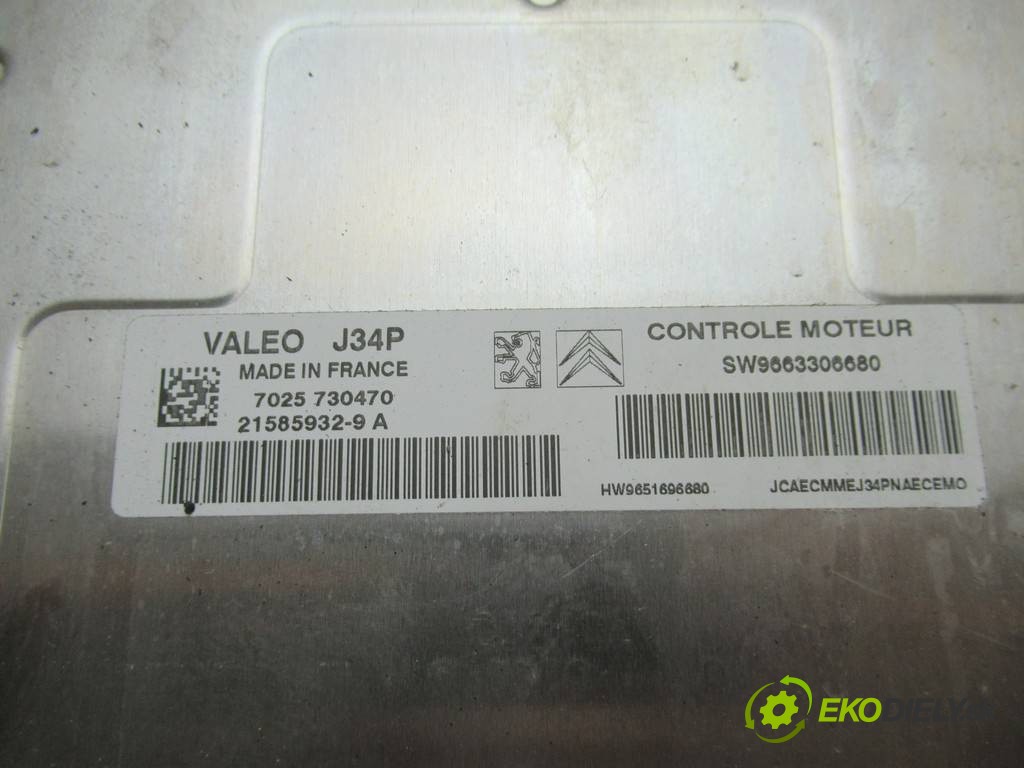 VALEO J34P
MADE IN FRANCE
7025 730470
21585932-9 A
CONTROLE MOTEUR
SW9663306680
HW9651696680
JCAECMMEJ34PNAECEMO
EKODIELY